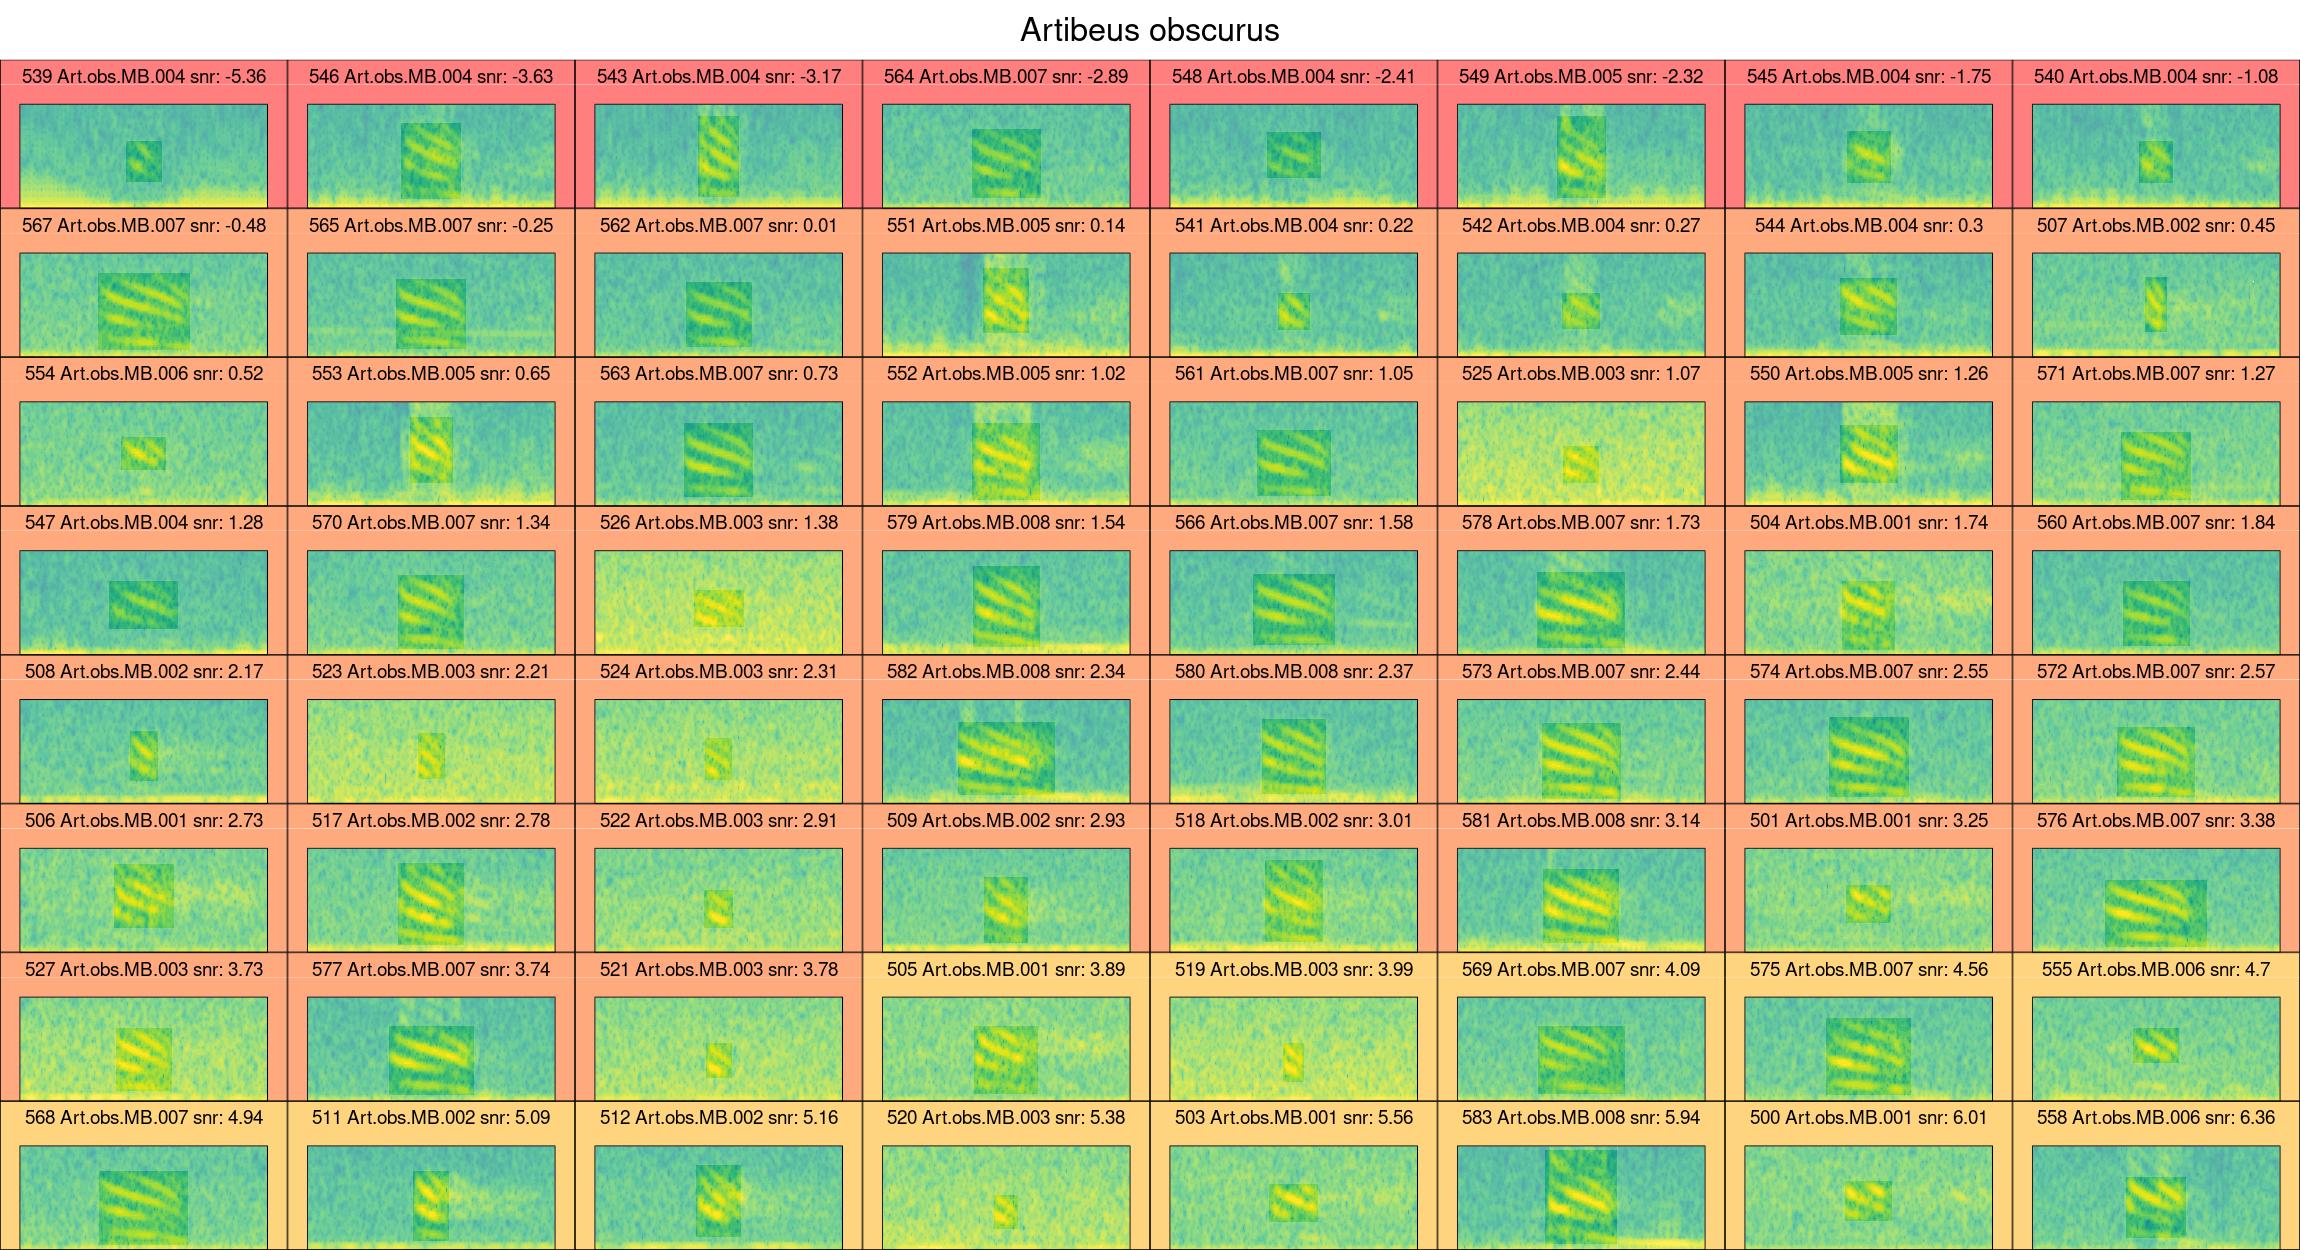 Artibeus obscurus
539 Art.obs.MB.004 snr: -5.36 546 Art.obs.MB.004 snr: -3.63 543 Art.obs.MB.004 snr: -3.17 564 Art.obs.MB.007 snr: -2.89 548 Art.obs.MB.004 snr: -2.41 549 Art.obs.MB.005 snr: -2.32 545 Art.obs.MB.004 snr: -1.75 540 Art.obs.MB.004 snr: -1.08
567 Art.obs.MB.007 snr: -0.48 565 Art.obs.MB.007 snr: -0.25 562 Art.obs.MB.007 snr: 0.01 551 Art.obs.MB.005 snr: 0.14 541 Art.obs.MB.004 snr: 0.22 542 Art.obs.MB.004 snr: 0.27 544 Art.obs.MB.004 snr: 0.3 507 Art.obs.MB.002 snr: 0.45
554 Art.obs.MB.006 snr: 0.52 553 Art.obs.MB.005 snr: 0.65 563 Art.obs.MB.007 snr: 0.73 552 Art.obs.MB.005 snr: 1.02 561 Art.obs.MB.007 snr: 1.05 525 Art.obs.MB.003 snr: 1.07 550 Art.obs.MB.005 snr: 1.26 571 Art.obs.MB.007 snr: 1.27
547 Art.obs.MB.004 snr: 1.28 570 Art.obs.MB.007 snr: 1.34 526 Art.obs.MB.003 snr: 1.38 579 Art.obs.MB.008 snr: 1.54 566 Art.obs.MB.007 snr: 1.58 578 Art.obs.MB.007 snr: 1.73 504 Art.obs.MB.001 snr: 1.74 560 Art.obs.MB.007 snr: 1.84
508 Art.obs.MB.002 snr: 2.17 523 Art.obs.MB.003 snr: 2.21 524 Art.obs.MB.003 snr: 2.31 582 Art.obs.MB.008 snr: 2.34 580 Art.obs.MB.008 snr: 2.37 573 Art.obs.MB.007 snr: 2.44 574 Art.obs.MB.007 snr: 2.55 572 Art.obs.MB.007 snr: 2.57
506 Art.obs.MB.001 snr: 2.73 517 Art.obs.MB.002 snr: 2.78 522 Art.obs.MB.003 snr: 2.91 509 Art.obs.MB.002 snr: 2.93 518 Art.obs.MB.002 snr: 3.01 581 Art.obs.MB.008 snr: 3.14 501 Art.obs.MB.001 snr: 3.25 576 Art.obs.MB.007 snr: 3.38
527 Art.obs.MB.003 snr: 3.73 577 Art.obs.MB.007 snr: 3.74 521 Art.obs.MB.003 snr: 3.78 505 Art.obs.MB.001 snr: 3.89 519 Art.obs.MB.003 snr: 3.99 569 Art.obs.MB.007 snr: 4.09 575 Art.obs.MB.007 snr: 4.56 555 Art.obs.MB.006 snr: 4.7
568 Art.obs.MB.007 snr: 4.94 511 Art.obs.MB.002 snr: 5.09 512 Art.obs.MB.002 snr: 5.16 520 Art.obs.MB.003 snr: 5.38 503 Art.obs.MB.001 snr: 5.56 583 Art.obs.MB.008 snr: 5.94 500 Art.obs.MB.001 snr: 6.01 558 Art.obs.MB.006 snr: 6.36